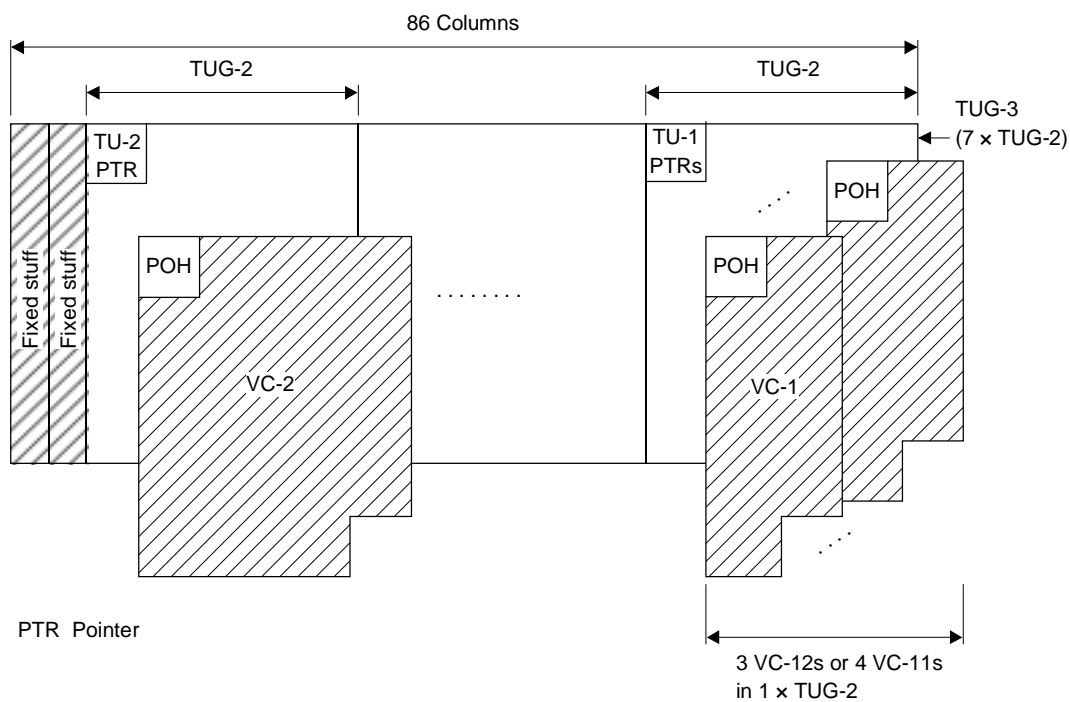 86 Columns
TUG-2
TUG-2
TUG-3
(7 × TUG-2)
TU-2
PTR
TU-1
PTRs
. . . . .
POH
POH
POH
Fixed stuff
Fixed stuff
. . . . . . . .
VC-2
VC-1
. . . . .
PTR Pointer
3 VC-12s or 4 VC-11s
in 1 × TUG-2